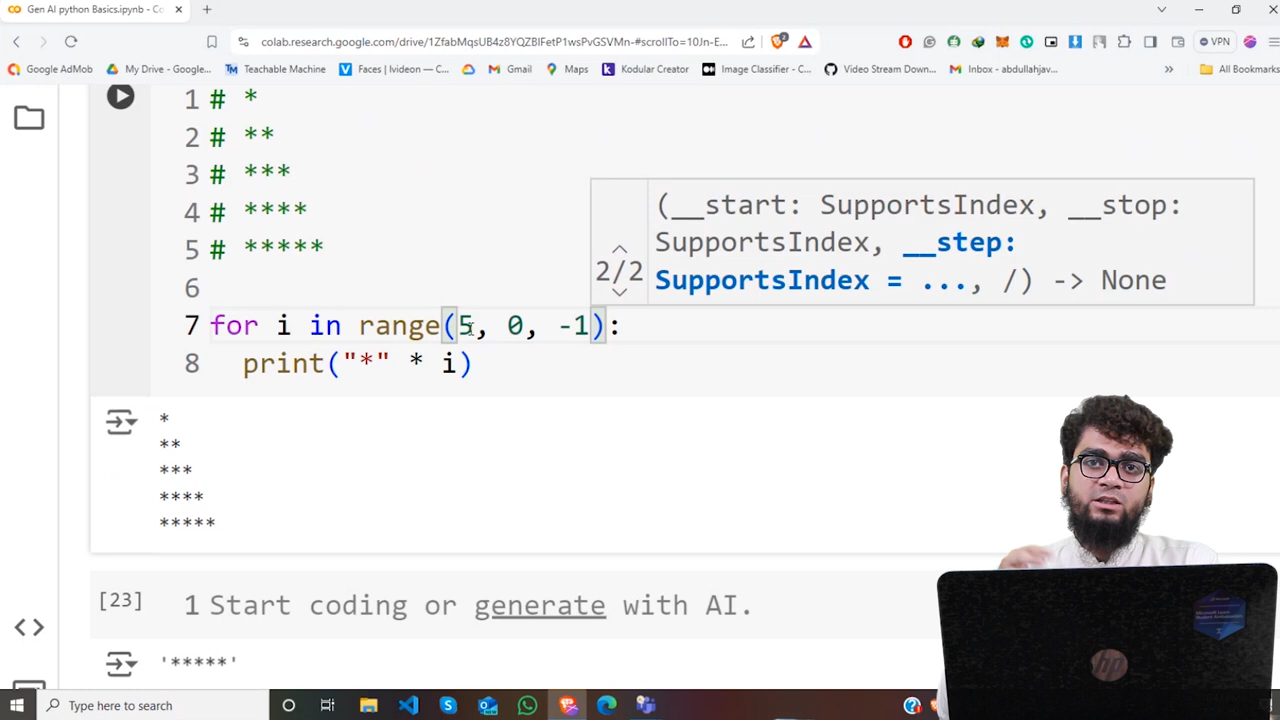 Gen AI python Basics.ipynb - Co
colab.research.google.com/drive/1ZfabMqsUB4z8YQZBIFetP1wsPvGSVMn-#scrollTo=10Jn-E...
VPN
Google AdMob
My Drive - Google...
Teachable Machine
Faces | Ivideon — C...
Gmail
Maps
Kodular Creator
Image Classifier - C...
Video Stream Down...
Inbox - abdullahjav...
»
All Bookmarks
1 # *
2 # **
3 # ***
4 # ****
5 # *****
6
7 for i in range(5, 0, -1):
8 print("*" * i)
(__start: SupportsIndex, __stop:
SupportsIndex, __step:
2/2
SupportsIndex = ..., /) -> None
*
**
***
****
*****
[23] 1 Start coding or generate with AI.
'*****'
hp
Type here to search